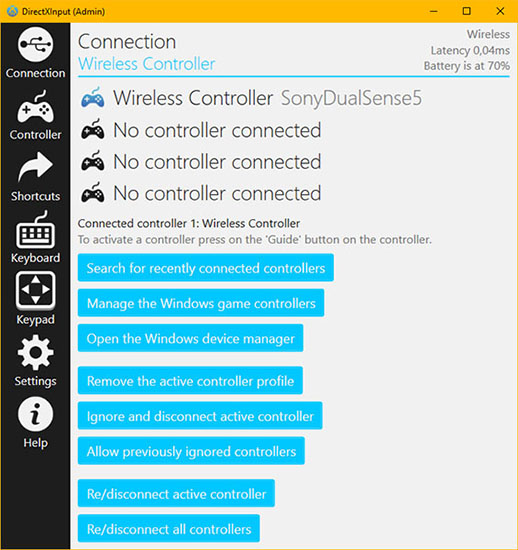 DirectXInput (Admin)
Connection
Wireless Controller
Wireless
Latency 0,04ms
Battery is at 70%
Connection
Controller
Shortcuts
Keyboard
Keypad
Settings
Help
Wireless Controller SonyDualSense5
No controller connected
No controller connected
No controller connected
Connected controller 1: Wireless Controller
To activate a controller press on the 'Guide' button on the controller.
Search for recently connected controllers
Manage the Windows game controllers
Open the Windows device manager
Remove the active controller profile
Ignore and disconnect active controller
Allow previously ignored controllers
Re/disconnect active controller
Re/disconnect all controllers